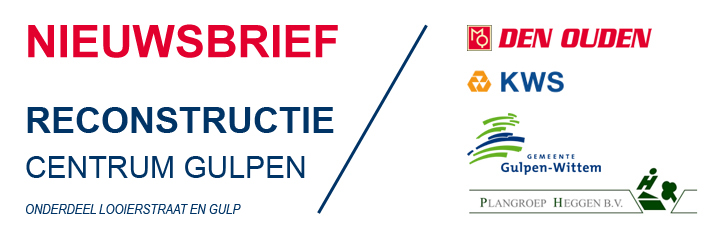 NIEUWSBRIEF
RECONSTRUCTIE
CENTRUM GULPEN
ONDERDEEL LOOIERSTRAAT EN GULP
DEN OUDEN
KWS
GEMEENTE
Gulpen-Wittem
PLANGROEP HEGGEN B.V.